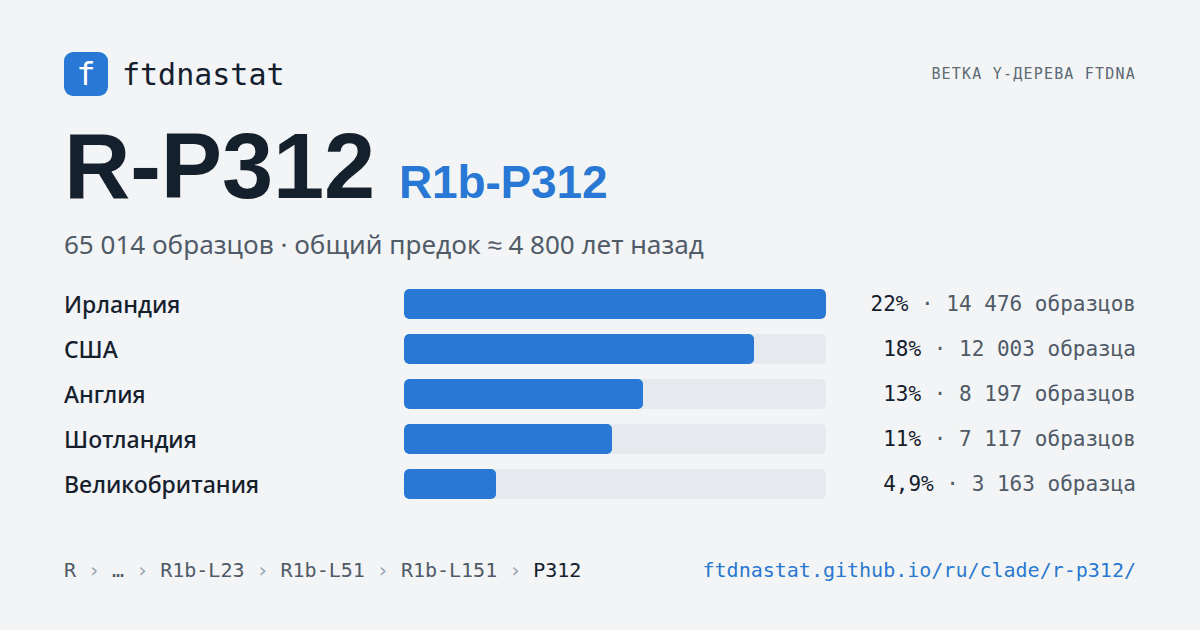 f ftdnastat
ВЕТКА Y-ДЕРЕВА FTDNA
R-P312 R1b-P312
65 014 образцов · общий предок ≈ 4 800 лет назад
Ирландия 22% · 14 476 образцов
США 18% · 12 003 образца
Англия 13% · 8 197 образцов
Шотландия 11% · 7 117 образцов
Великобритания 4,9% · 3 163 образца
R › … › R1b-L23 › R1b-L51 › R1b-L151 › P312
ftdnastat.github.io/ru/clade/r-p312/